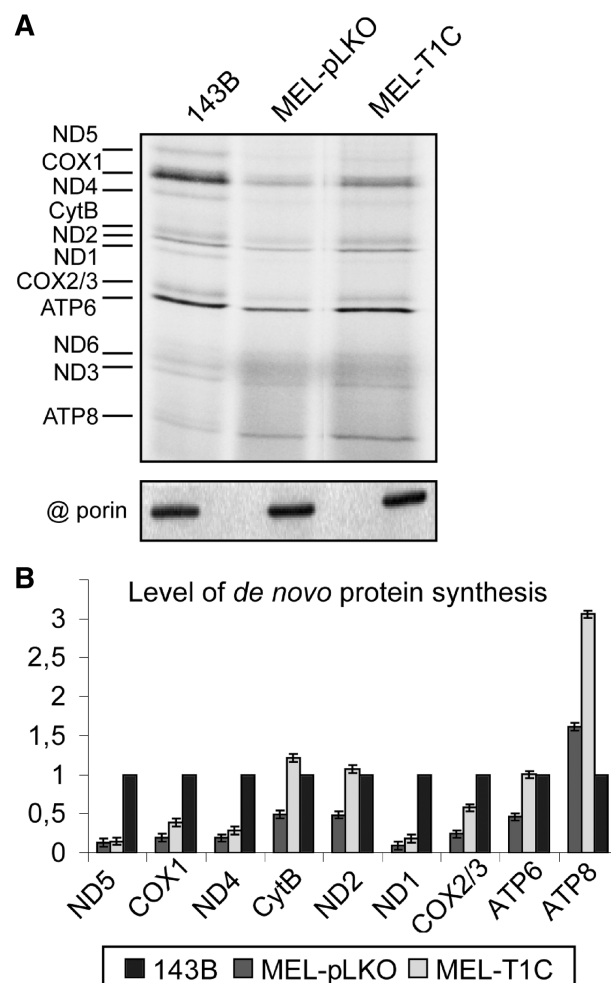 A
143B
MEL-pLKO
MEL-T1C
ND5
COX1
ND4
CytB
ND2
ND1
COX2/3
ATP6
ND6
ND3
ATP8
@ porin
B
Level of de novo protein synthesis
3
2,5
2
1,5
1
0,5
0
ND5
COX1
ND4
CytB
ND2
ND1
COX2/3
ATP6
ATP8
143B
MEL-pLKO
MEL-T1C